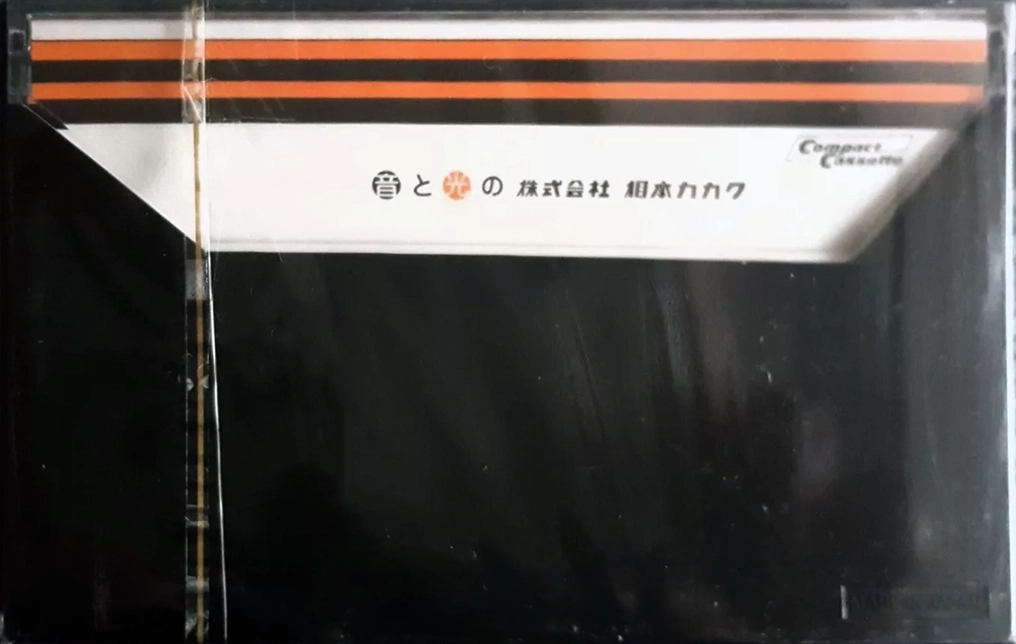 Compact
Cassette
音と光の 株式会社 相本カカク